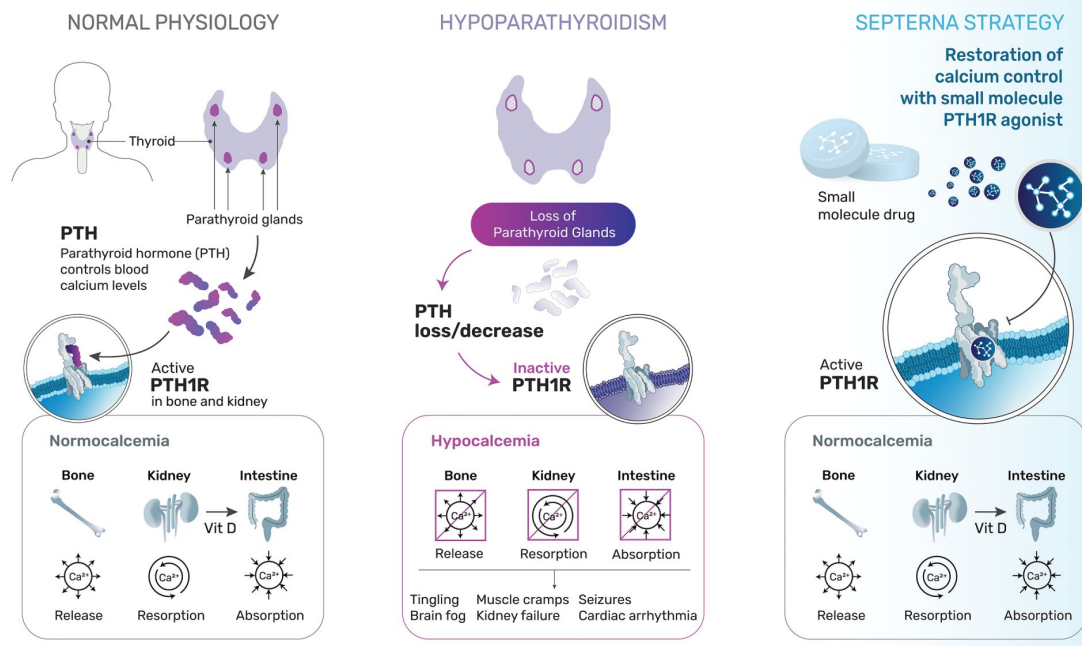 NORMAL PHYSIOLOGY
Thyroid
Parathyroid glands
PTH
Parathyroid hormone (PTH)
controls blood
calcium levels
Active
PTH1R
in bone and kidney
Normocalcemia
Bone Kidney Intestine
Vit D
Ca²⁺ Ca²⁺ Ca²⁺
Release Resorption Absorption
HYPOPARATHYROIDISM
Loss of
Parathyroid Glands
PTH
loss/decrease
Inactive
PTH1R
Hypocalcemia
Bone Kidney Intestine
Ca²⁺ Ca²⁺ Ca²⁺
Release Resorption Absorption
Tingling Muscle cramps Seizures
Brain fog Kidney failure Cardiac arrhythmia
SEPTERNA STRATEGY
Restoration of
calcium control
with small molecule
PTH1R agonist
Small
molecule drug
Active
PTH1R
Normocalcemia
Bone Kidney Intestine
Vit D
Ca²⁺ Ca²⁺ Ca²⁺
Release Resorption Absorption